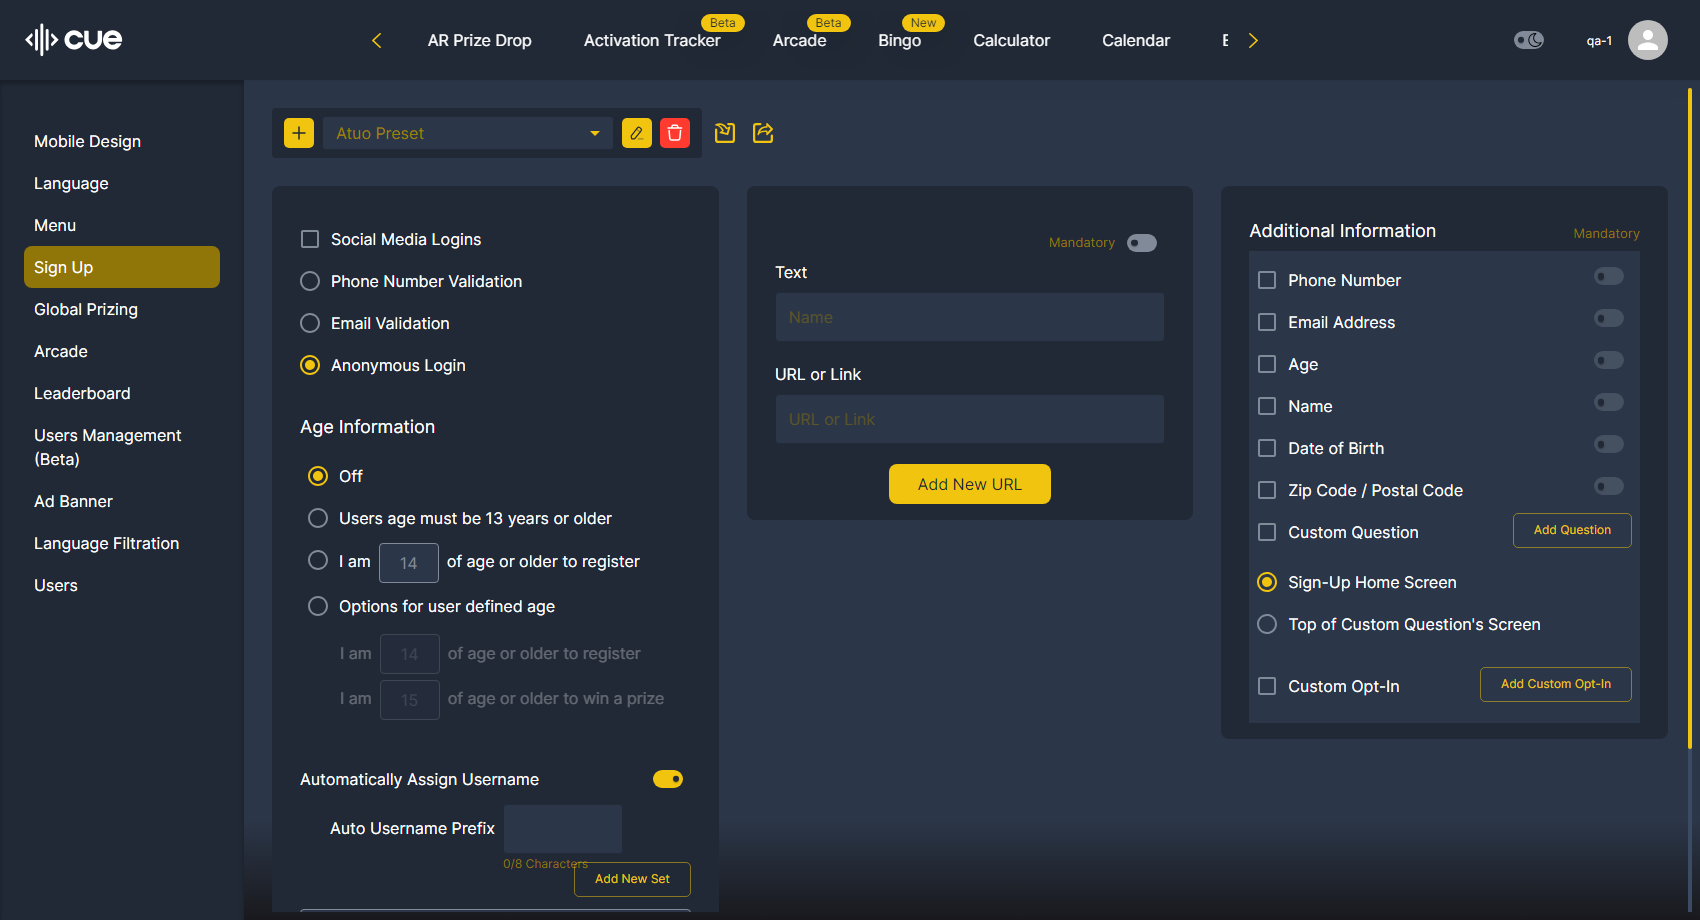 cue
AR Prize Drop
Activation Tracker
Beta
Arcade
Beta
Bingo
New
Calculator
Calendar
qa-1
Mobile Design
Language
Menu
Sign Up
Global Prizing
Arcade
Leaderboard
Users Management
(Beta)
Ad Banner
Language Filtration
Users
Atuo Preset
Social Media Logins
Phone Number Validation
Email Validation
Anonymous Login
Age Information
Off
Users age must be 13 years or older
I am 14 of age or older to register
Options for user defined age
I am 14 of age or older to register
I am 15 of age or older to win a prize
Automatically Assign Username
Auto Username Prefix
0/8 Characters
Add New Set
Mandatory
Text
Name
URL or Link
URL or Link
Add New URL
Additional Information
Mandatory
Phone Number
Email Address
Age
Name
Date of Birth
Zip Code / Postal Code
Custom Question
Add Question
Sign-Up Home Screen
Top of Custom Question's Screen
Custom Opt-In
Add Custom Opt-In